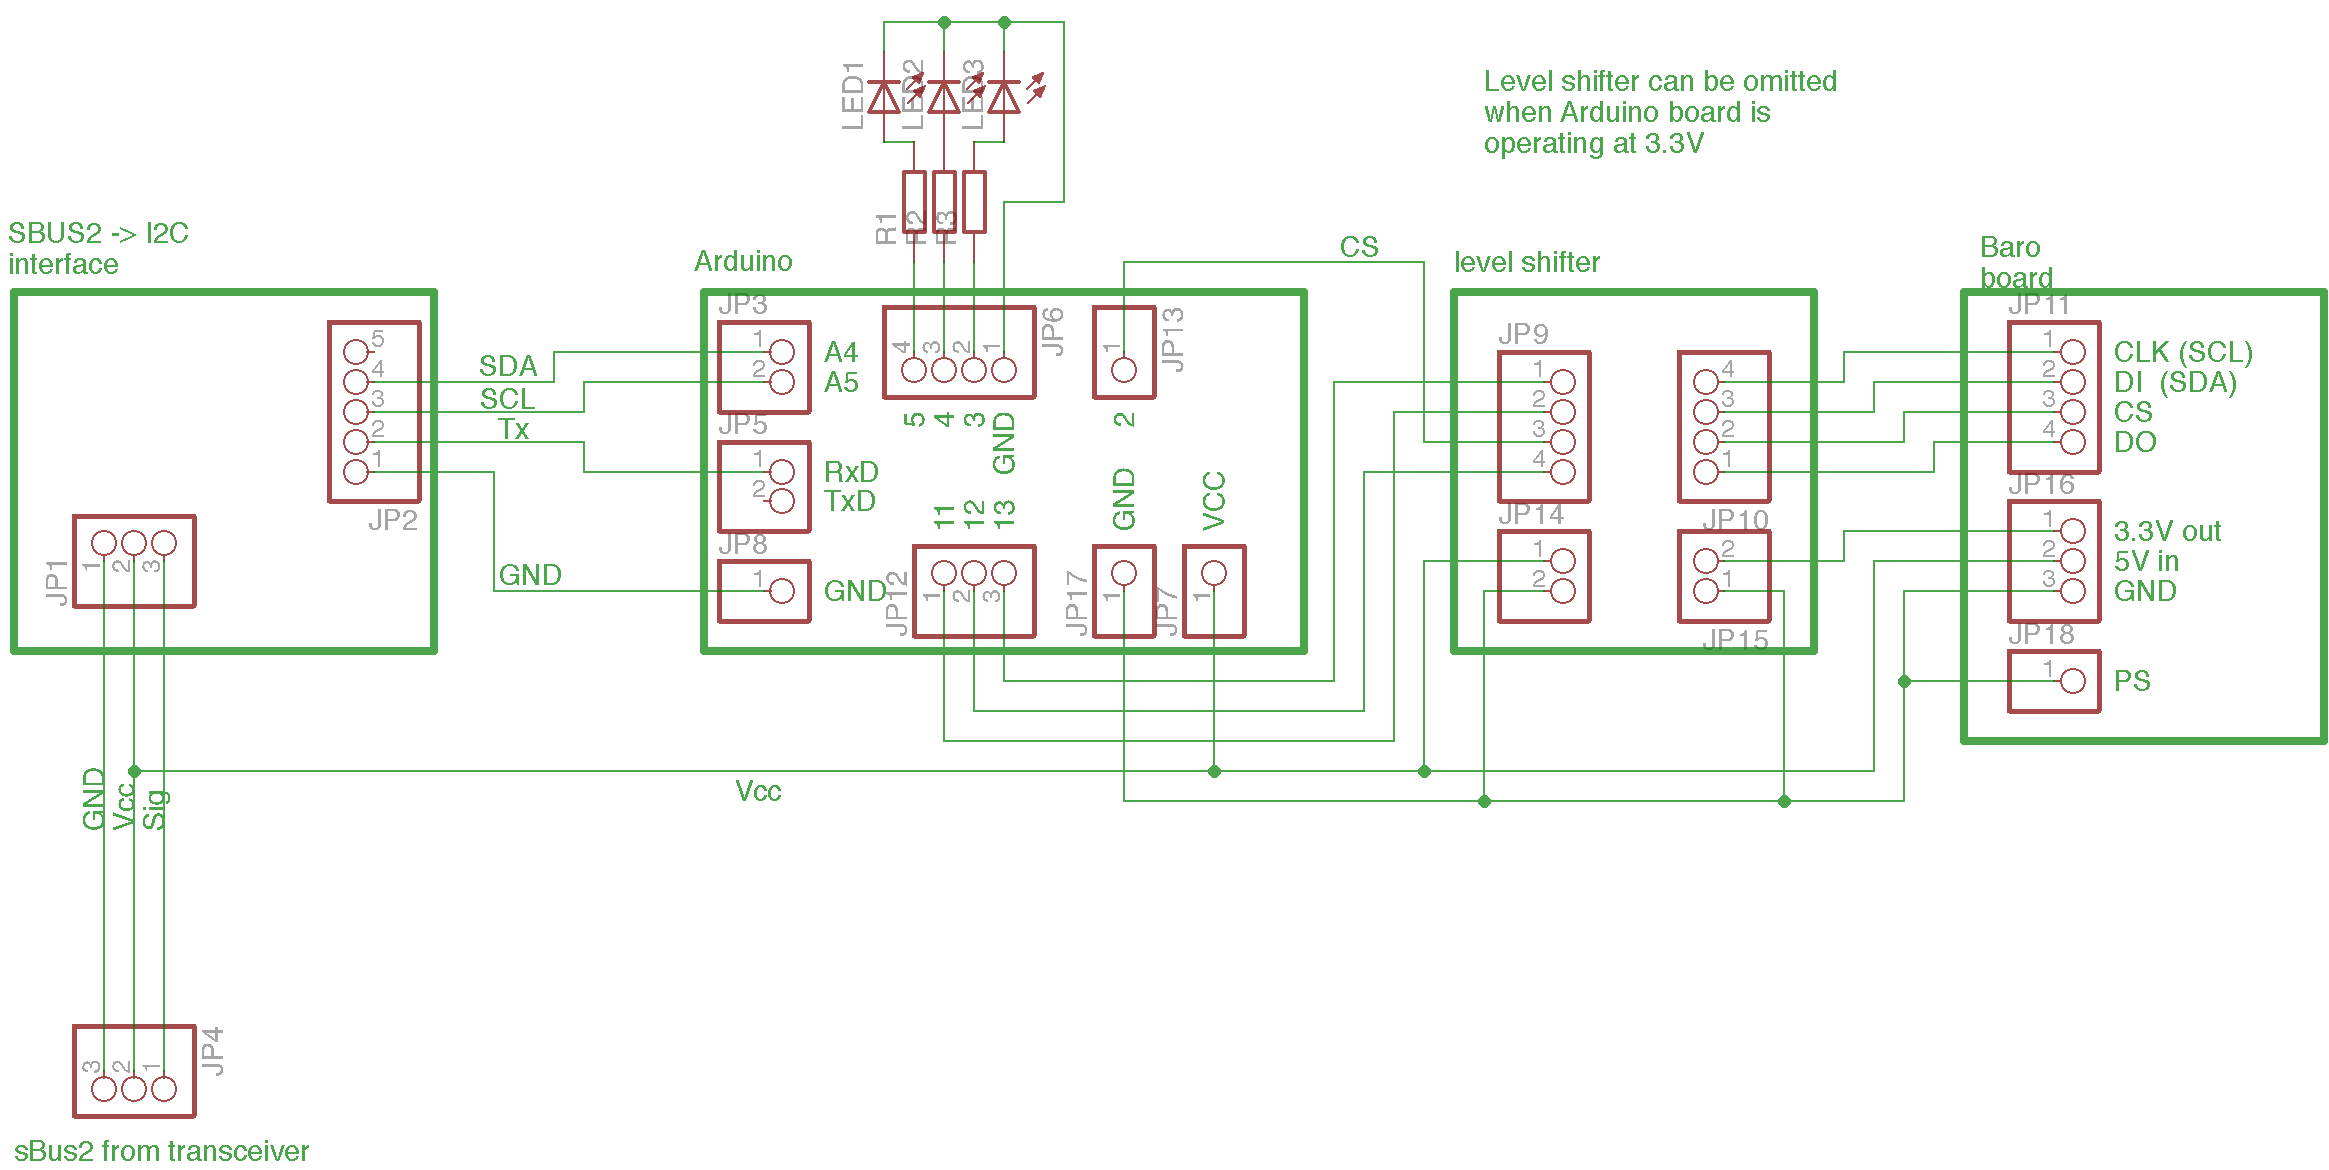 LED1
LED2
LED3
Level shifter can be omitted
when Arduino board is
operating at 3.3V
R1
R2
R3
SBUS2 -> I2C
interface
Arduino
CS
level shifter
Baro
board
5
4
3
2
1
JP2
SDA
SCL
Tx
GND
JP1
1
2
3
JP3
1
2
A4
A5
JP5
1
2
RxD
TxD
JP8
1
GND
4
3
2
1
JP6
5
4
3
GND
1
JP13
2
11
12
13
JP12
1
2
3
GND
JP17
1
VCC
JP7
1
JP9
1
2
3
4
JP14
1
2
4
3
2
1
JP10
2
1
JP15
JP11
1
2
3
4
CLK (SCL)
DI (SDA)
CS
DO
JP16
1
2
3
3.3V out
5V in
GND
JP18
1
PS
GND
Vcc
Sig
Vcc
3
2
1
JP4
sBus2 from transceiver